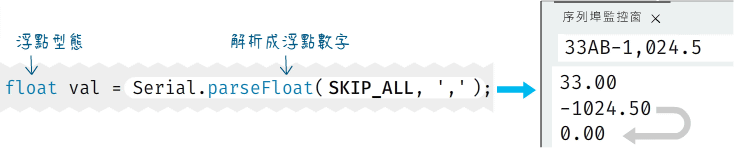 浮點型態
解析成浮點數字
float val = Serial.parseFloat(SKIP_ALL, ',');
序列埠監控窗 ×
33AB-1,024.5
33.00
-1024.50
0.00